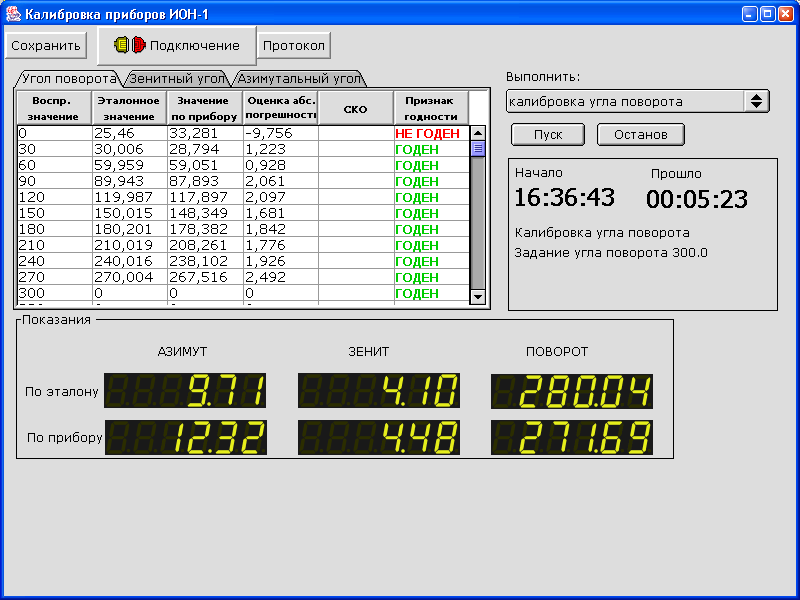 Калибровка приборов ИОН-1
Сохранить Подключение Протокол
Угол поворота Зенитный угол Азимутальный угол
Воспр. значение Эталонное значение Значение по прибору Оценка абс. погрешности СКО Признак годности
0 25,46 33,281 -9,756 НЕ ГОДЕН
30 30,006 28,794 1,223 ГОДЕН
60 59,959 59,051 0,928 ГОДЕН
90 89,943 87,893 2,061 ГОДЕН
120 119,987 117,897 2,097 ГОДЕН
150 150,015 148,349 1,681 ГОДЕН
180 180,201 178,382 1,842 ГОДЕН
210 210,019 208,261 1,776 ГОДЕН
240 240,016 238,102 1,926 ГОДЕН
270 270,004 267,516 2,492 ГОДЕН
300 0 0 0 ГОДЕН
Выполнить:
калибровка угла поворота
Пуск Останов
Начало Прошло
16:36:43 00:05:23
Калибровка угла поворота
Задание угла поворота 300.0
Показания
АЗИМУТ ЗЕНИТ ПОВОРОТ
По эталону 9.71 4.10 280.04
По прибору 12.32 4.48 271.69